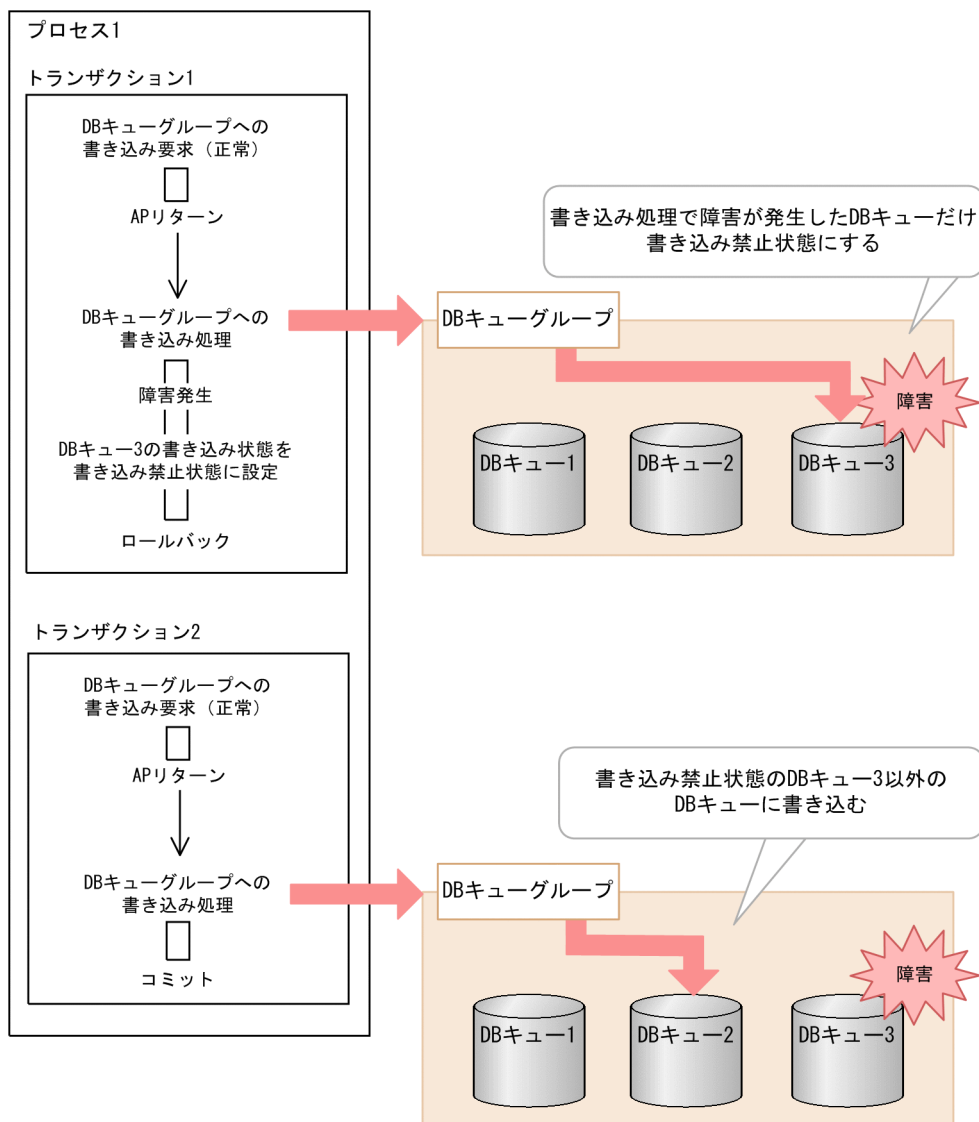 プロセス1
トランザクション1
DBキューグループへの
書き込み要求（正常）
APリターン
DBキューグループへの
書き込み処理
障害発生
DBキュー3の書き込み状態を
書き込み禁止状態に設定
ロールバック
書き込み処理で障害が発生したDBキューだけ
書き込み禁止状態にする
DBキューグループ
障害
DBキュー1
DBキュー2
DBキュー3
トランザクション2
DBキューグループへの
書き込み要求（正常）
APリターン
DBキューグループへの
書き込み処理
コミット
書き込み禁止状態のDBキュー3以外の
DBキューに書き込む
DBキューグループ
障害
DBキュー1
DBキュー2
DBキュー3